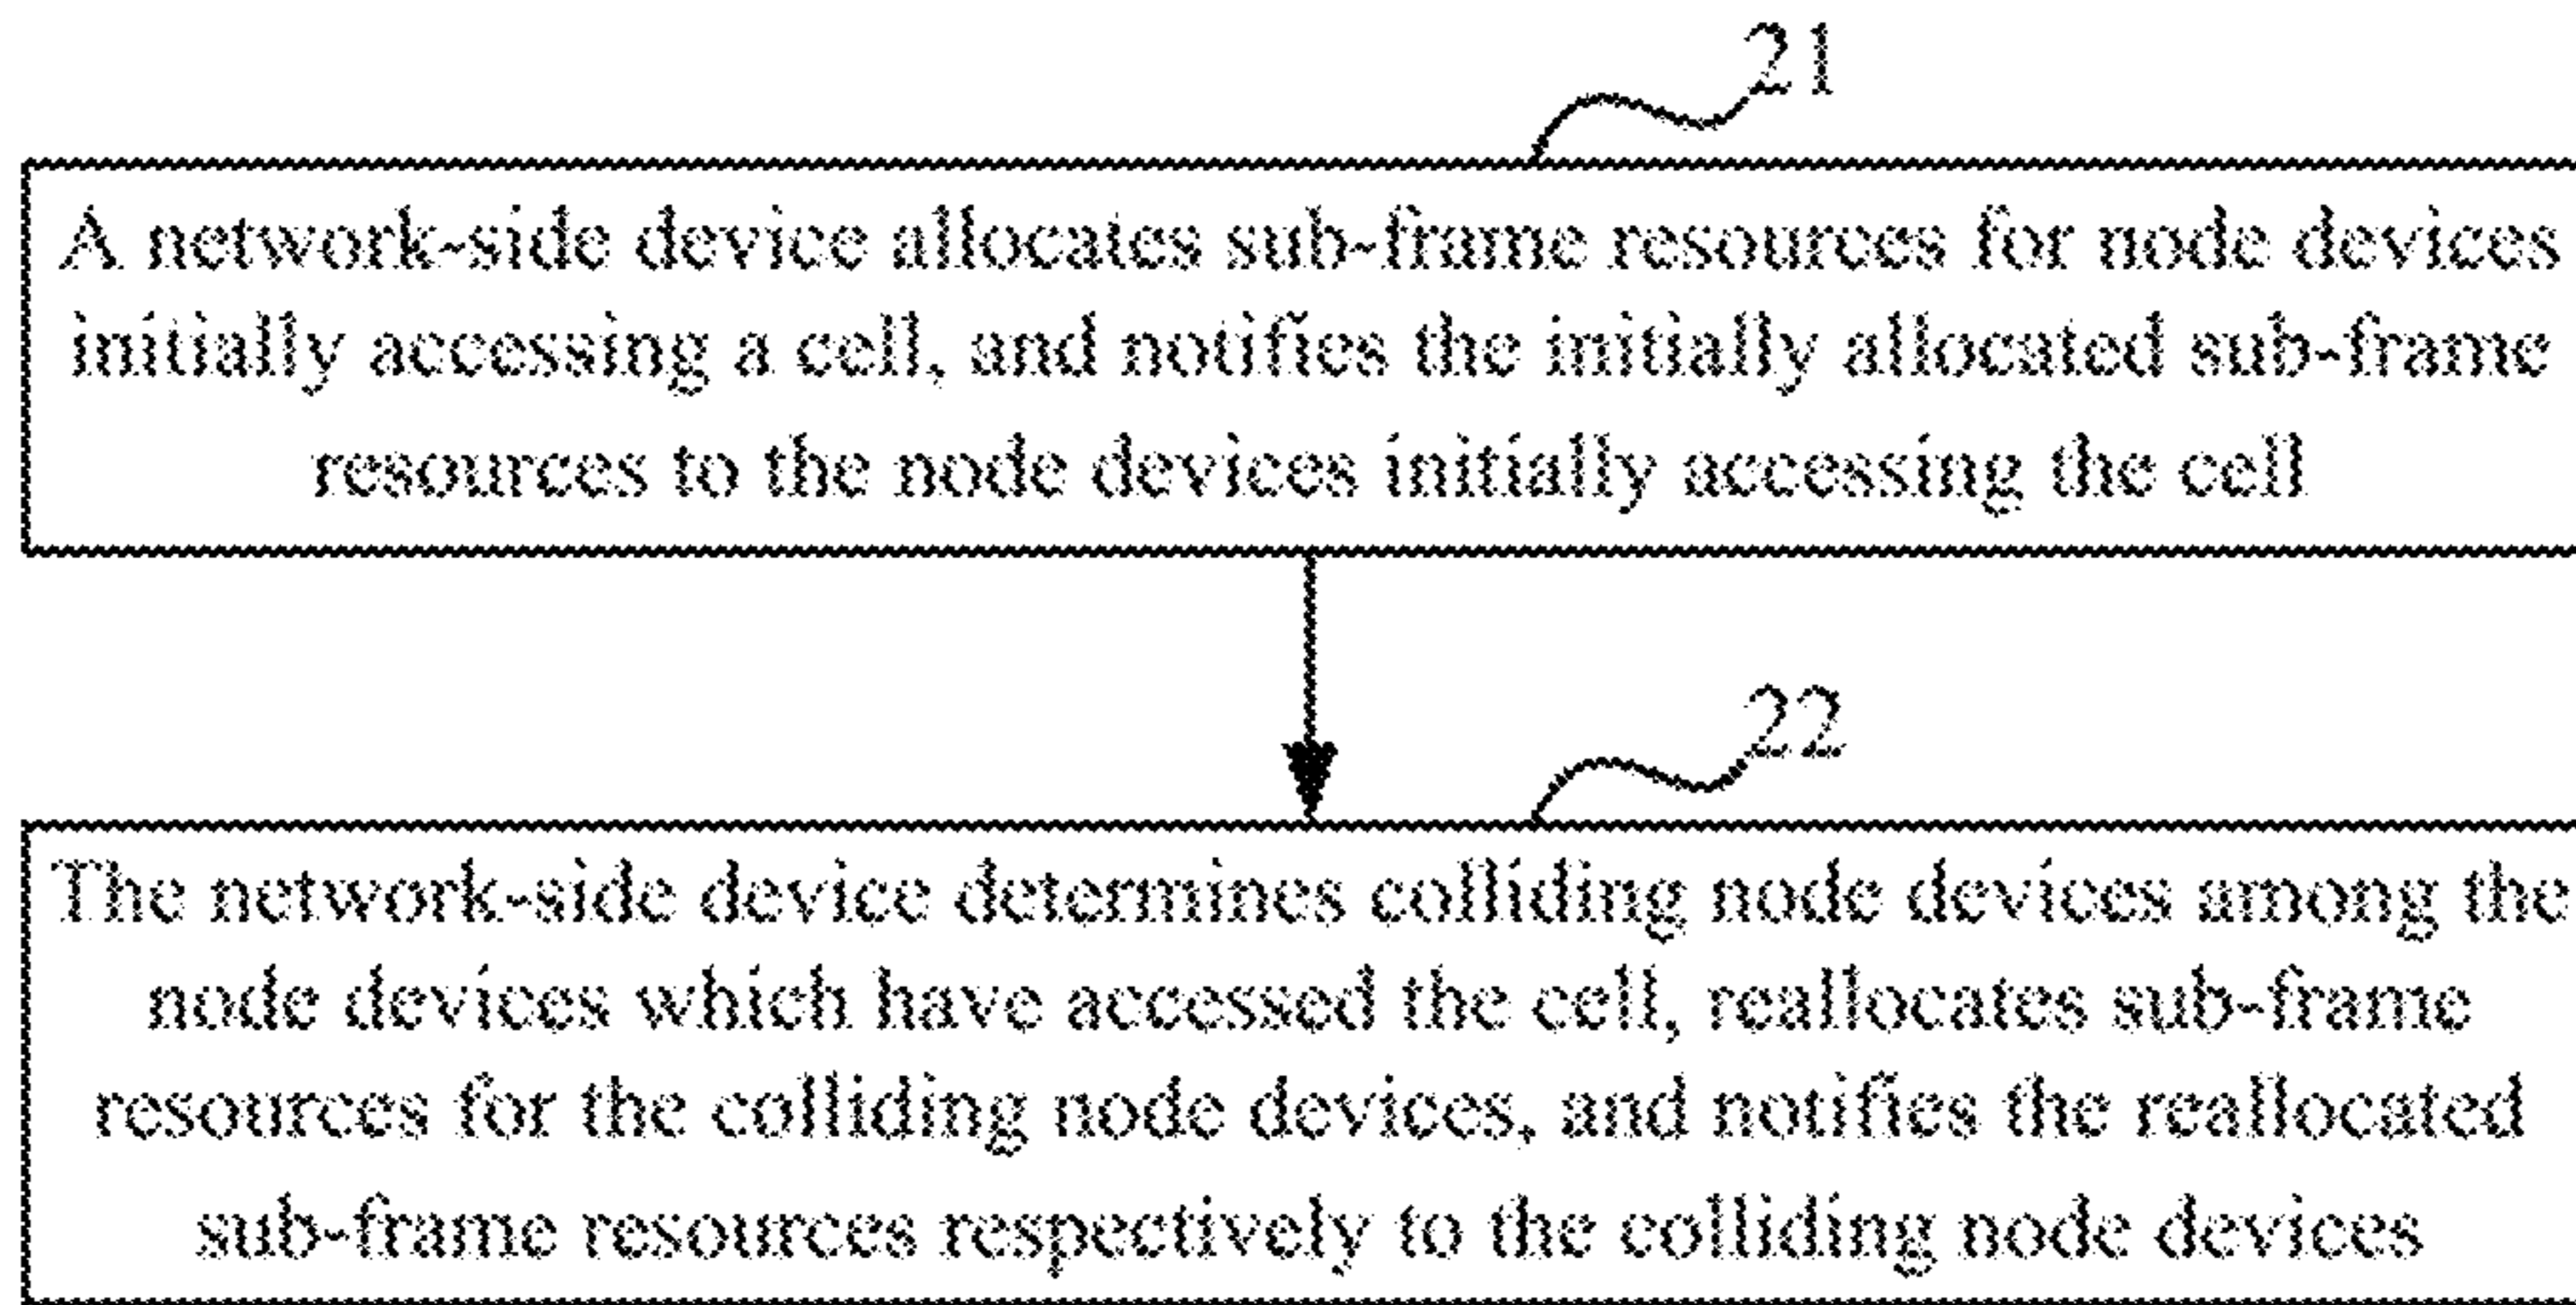 21
A network-side device allocates sub-frame resources for node devices
initially accessing a cell, and notifies the initially allocated sub-frame
resources to the node devices initially accessing the cell
22
The network-side device determines colliding node devices among the
node devices which have accessed the cell, reallocates sub-frame
resources for the colliding node devices, and notifies the reallocated
sub-frame resources respectively to the colliding node devices